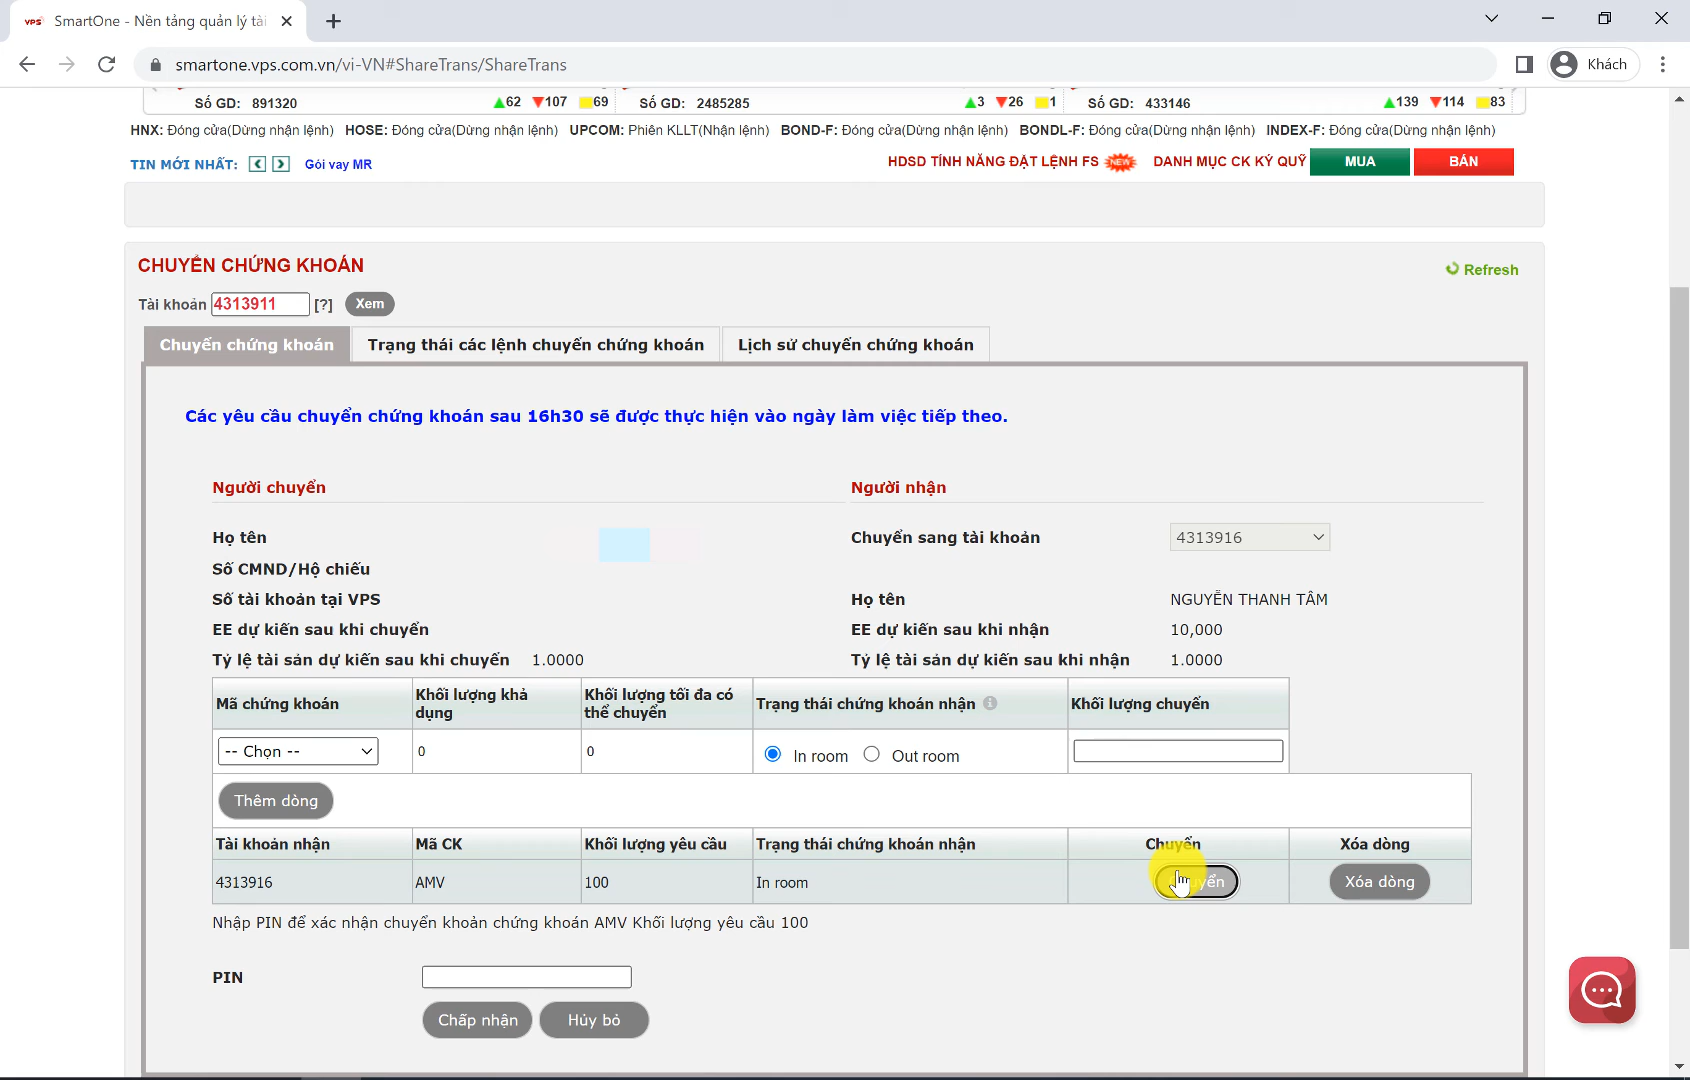 VPS SmartOne - Nền tảng quản lý tài
smartone.vps.com.vn/vi-VN#ShareTrans/ShareTrans
Khách
Số GD: 891320 62 107 69 Số GD: 2485285 3 26 1 Số GD: 433146 139 114 83
HNX: Đóng cửa(Dừng nhận lệnh) HOSE: Đóng cửa(Dừng nhận lệnh) UPCOM: Phiên KLLT(Nhận lệnh) BOND-F: Đóng cửa(Dừng nhận lệnh) BONDL-F: Đóng cửa(Dừng nhận lệnh) INDEX-F: Đóng cửa(Dừng nhận lệnh)
TIN MỚI NHẤT: Gói vay MR HDSD TÍNH NĂNG ĐẶT LỆNH FS NEW DANH MỤC CK KÝ QUỸ MUA BÁN
CHUYỂN CHỨNG KHOÁN
Refresh
Tài khoản 4313911 [?] Xem
Chuyển chứng khoán Trạng thái các lệnh chuyển chứng khoán Lịch sử chuyển chứng khoán
Các yêu cầu chuyển chứng khoán sau 16h30 sẽ được thực hiện vào ngày làm việc tiếp theo.
Người chuyển Người nhận
Họ tên Chuyển sang tài khoản 4313916
Số CMND/Hộ chiếu
Số tài khoản tại VPS Họ tên NGUYỄN THANH TÂM
EE dự kiến sau khi chuyển EE dự kiến sau khi nhận 10,000
Tỷ lệ tài sản dự kiến sau khi chuyển 1.0000 Tỷ lệ tài sản dự kiến sau khi nhận 1.0000
Mã chứng khoán Khối lượng khả dụng Khối lượng tối đa có thể chuyển Trạng thái chứng khoán nhận Khối lượng chuyển
-- Chọn -- 0 0 In room Out room
Thêm dòng
Tài khoản nhận Mã CK Khối lượng yêu cầu Trạng thái chứng khoán nhận Chuyển Xóa dòng
4313916 AMV 100 In room Chuyển Xóa dòng
Nhập PIN để xác nhận chuyển khoản chứng khoán AMV Khối lượng yêu cầu 100
PIN
Chấp nhận Hủy bỏ